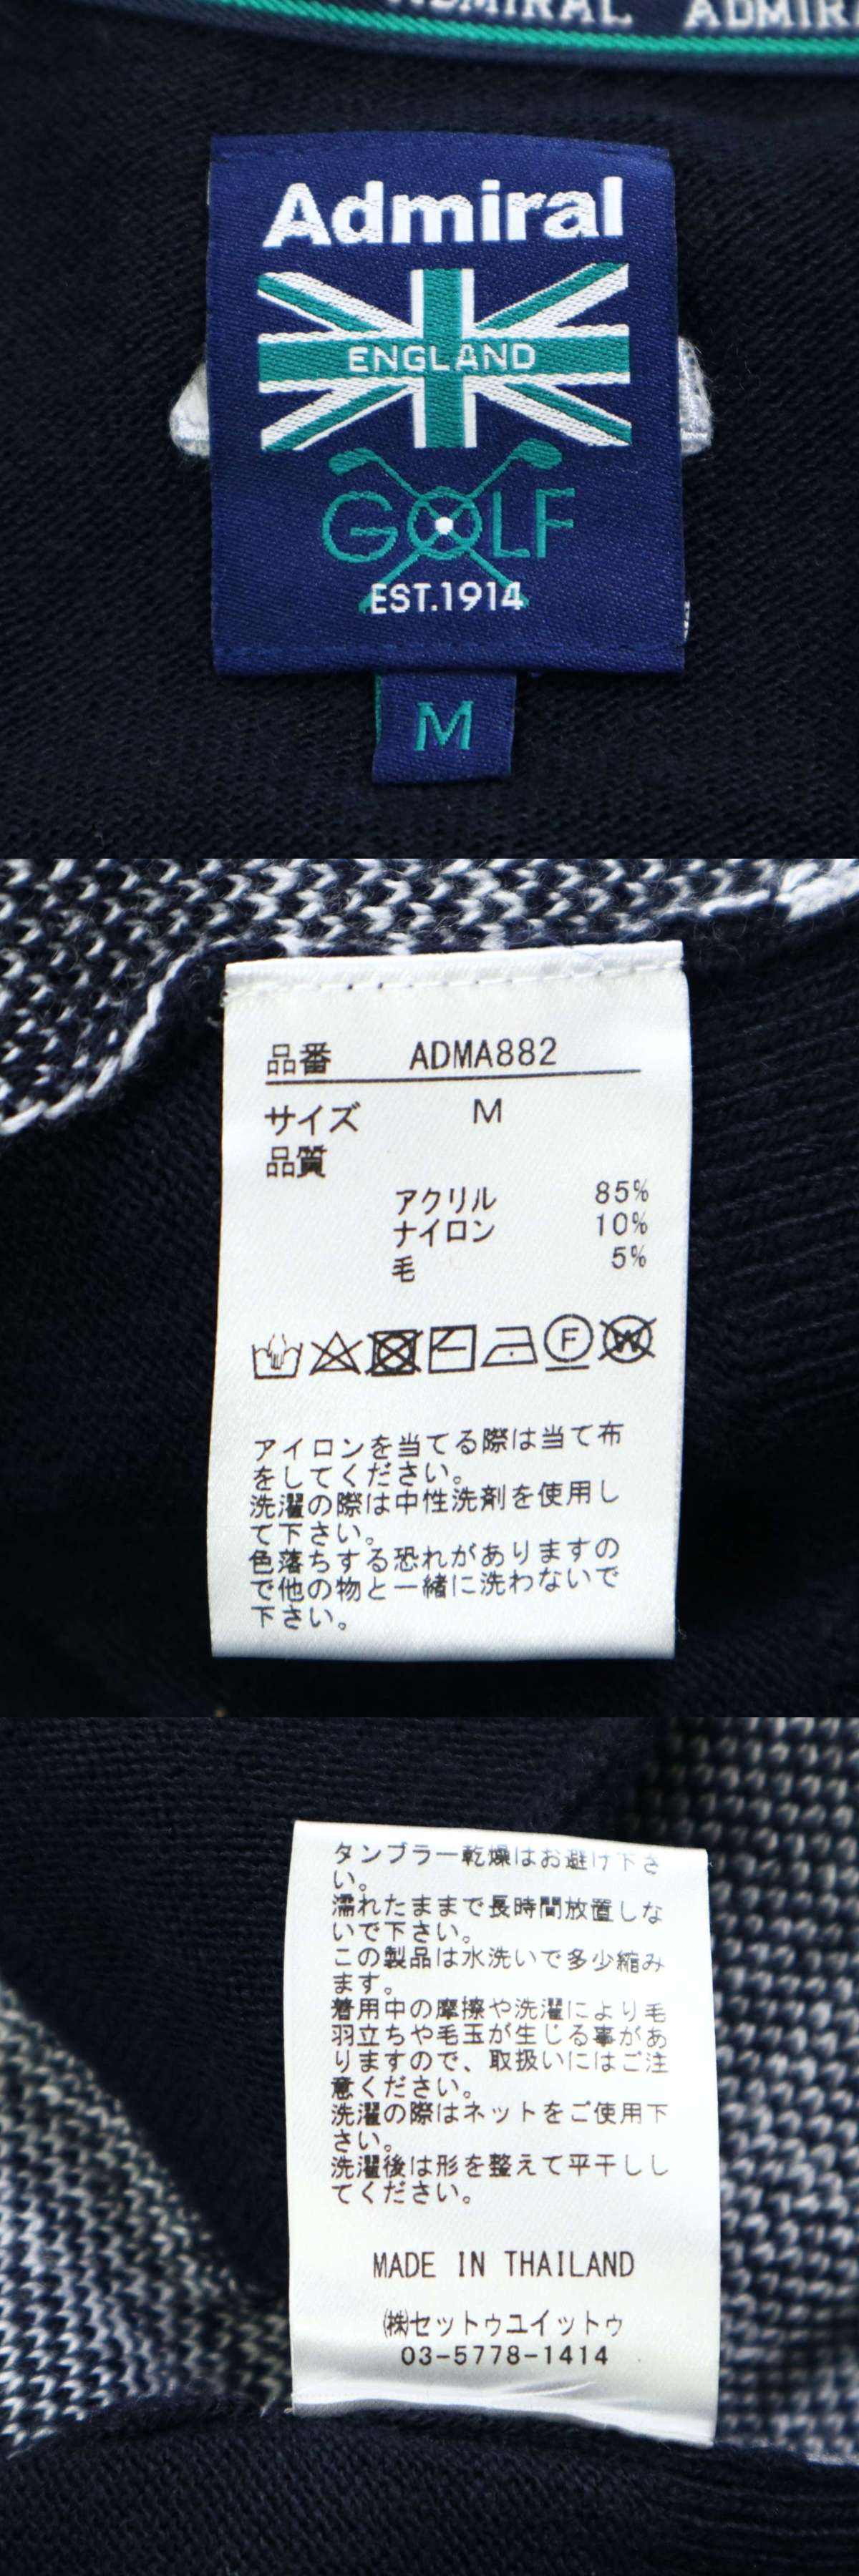 ADMIRAL ADMIRAL
Admiral
ENGLAND
GOLF
EST.1914
M
品番 ADMA882
サイズ M
品質
アクリル 85%
ナイロン 10%
毛 5%
F
W
アイロンを当てる際は当て布
をしてください。
洗濯の際は中性洗剤を使用し
て下さい。
色落ちする恐れがありますの
で他の物と一緒に洗わないで
下さい。
タンブラー乾燥はお避け下さ
い。
濡れたままで長時間放置しな
いで下さい。
この製品は水洗いで多少縮み
ます。
着用中の摩擦や洗濯により毛
羽立ちや毛玉が生じる事があ
りますので、取扱いにはご注
意ください。
洗濯の際はネットをご使用下
さい。
洗濯後は形を整えて平干しし
てください。
MADE IN THAILAND
㈱セットゥユイットゥ
03-5778-1414